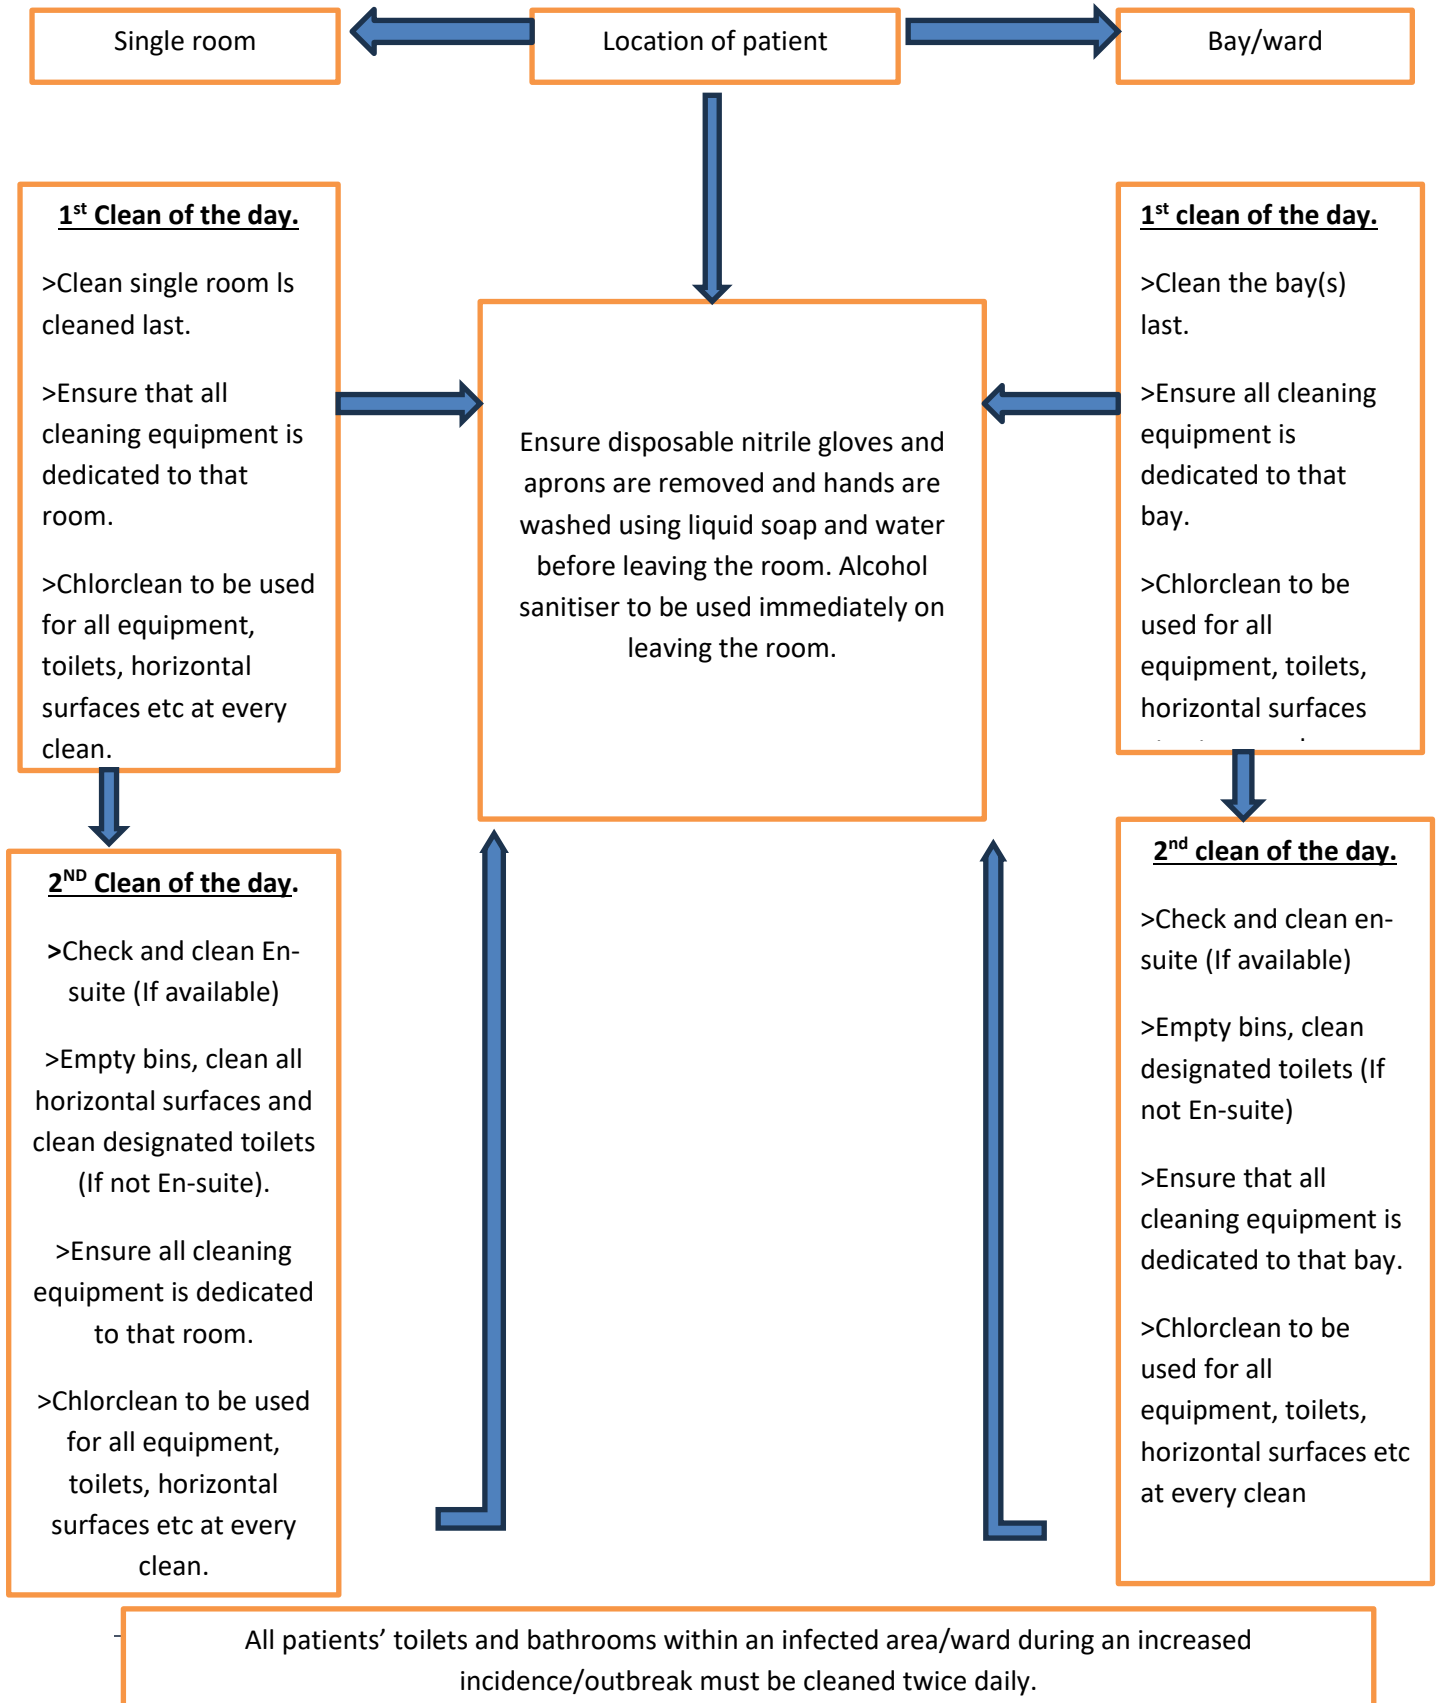 Single room
Location of patient
Bay/ward
1st Clean of the day.
>Clean single room ls
cleaned last.
>Ensure that all
cleaning equipment is
dedicated to that
room.
>Chlorclean to be used
for all equipment,
toilets, horizontal
surfaces etc at every
clean.
Ensure disposable nitrile gloves and
aprons are removed and hands are
washed using liquid soap and water
before leaving the room. Alcohol
sanitiser to be used immediately on
leaving the room.
1st clean of the day.
>Clean the bay(s)
last.
>Ensure all cleaning
equipment is
dedicated to that
bay.
>Chlorclean to be
used for all
equipment, toilets,
horizontal surfaces
2ND Clean of the day.
>Check and clean En-
suite (If available)
>Empty bins, clean all
horizontal surfaces and
clean designated toilets
(If not En-suite).
>Ensure all cleaning
equipment is dedicated
to that room.
>Chlorclean to be used
for all equipment,
toilets, horizontal
surfaces etc at every
clean.
2nd clean of the day.
>Check and clean en-
suite (If available)
>Empty bins, clean
designated toilets (If
not En-suite)
>Ensure that all
cleaning equipment is
dedicated to that bay.
>Chlorclean to be
used for all
equipment, toilets,
horizontal surfaces etc
at every clean
All patients’ toilets and bathrooms within an infected area/ward during an increased
incidence/outbreak must be cleaned twice daily.